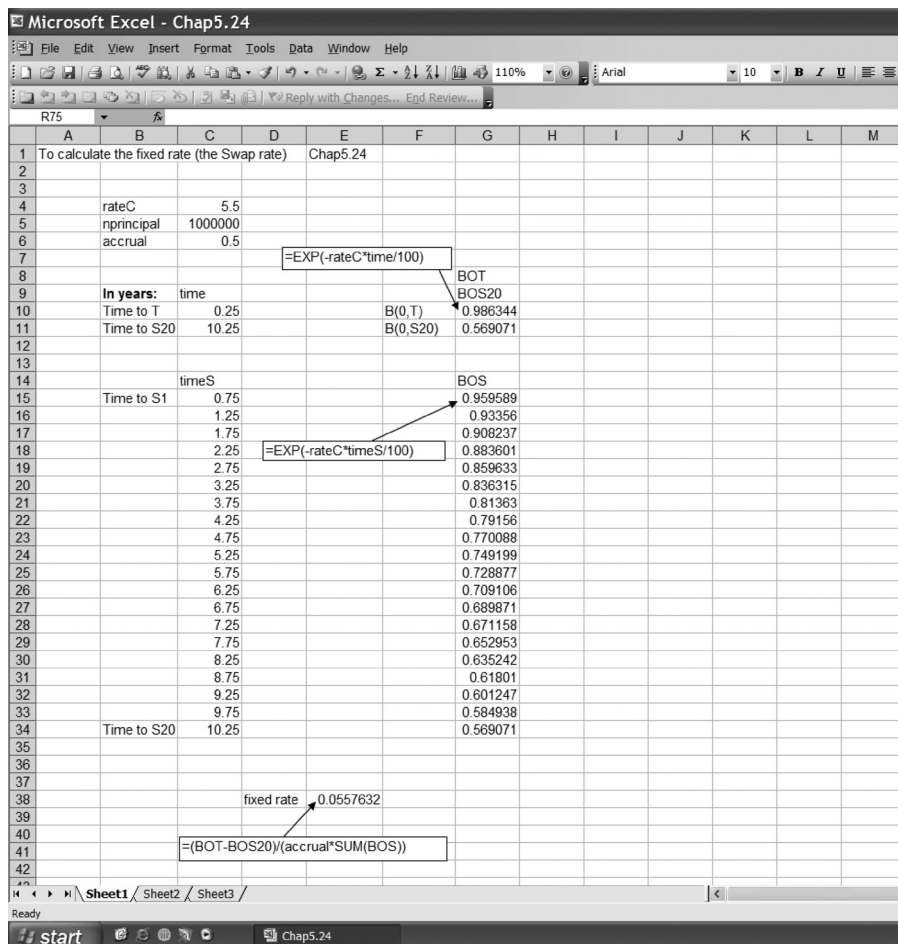 Microsoft Excel - Chap5.24
File Edit View Insert Format Tools Data Window Help
110% Arial 10 B I U
Reply with Changes... End Review...
R75 fx
A B C D E F G H I J K L M
1 To calculate the fixed rate (the Swap rate) Chap5.24
2
3
4 rateC 5.5
5 nprincipal 1000000
6 accrual 0.5
7 =EXP(-rateC*time/100)
8 BOT
9 In years: time BOS20
10 Time to T 0.25 B(0,T) 0.986344
11 Time to S20 10.25 B(0,S20) 0.569071
12
13
14 timeS BOS
15 Time to S1 0.75 0.959589
16 1.25 0.93356
17 1.75 0.908237
18 2.25 =EXP(-rateC*timeS/100) 0.883601
19 2.75 0.859633
20 3.25 0.836315
21 3.75 0.81363
22 4.25 0.79156
23 4.75 0.770088
24 5.25 0.749199
25 5.75 0.728877
26 6.25 0.709106
27 6.75 0.689871
28 7.25 0.671158
29 7.75 0.652953
30 8.25 0.635242
31 8.75 0.61801
32 9.25 0.601247
33 9.75 0.584938
34 Time to S20 10.25 0.569071
35
36
37
38 fixed rate 0.0557632
39
40
41 =(BOT-BOS20)/(accrual*SUM(BOS))
42
Sheet1 Sheet2 Sheet3
Ready
start Chap5.24